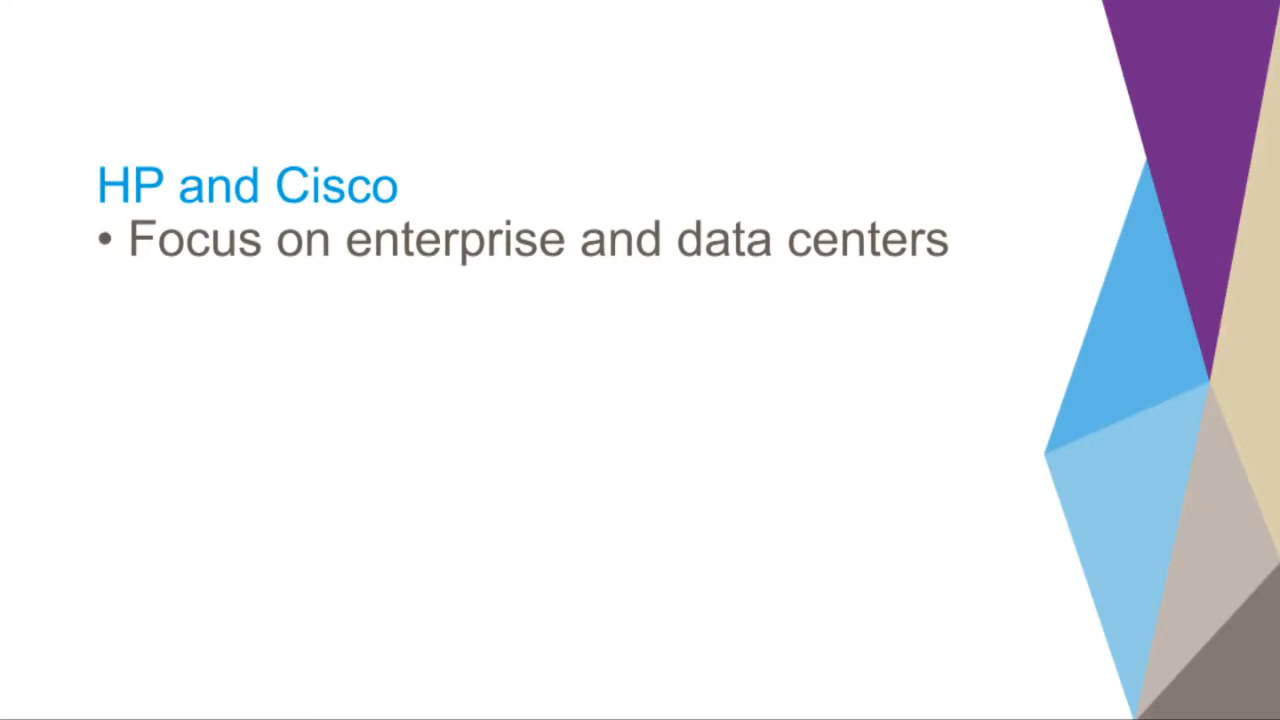 HP and Cisco
• Focus on enterprise and data centers